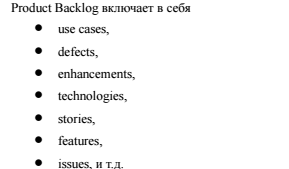 Product Backlog включает в себя
● use cases,
● defects,
● enhancements,
● technologies,
● stories,
● features,
● issues, и т.д.